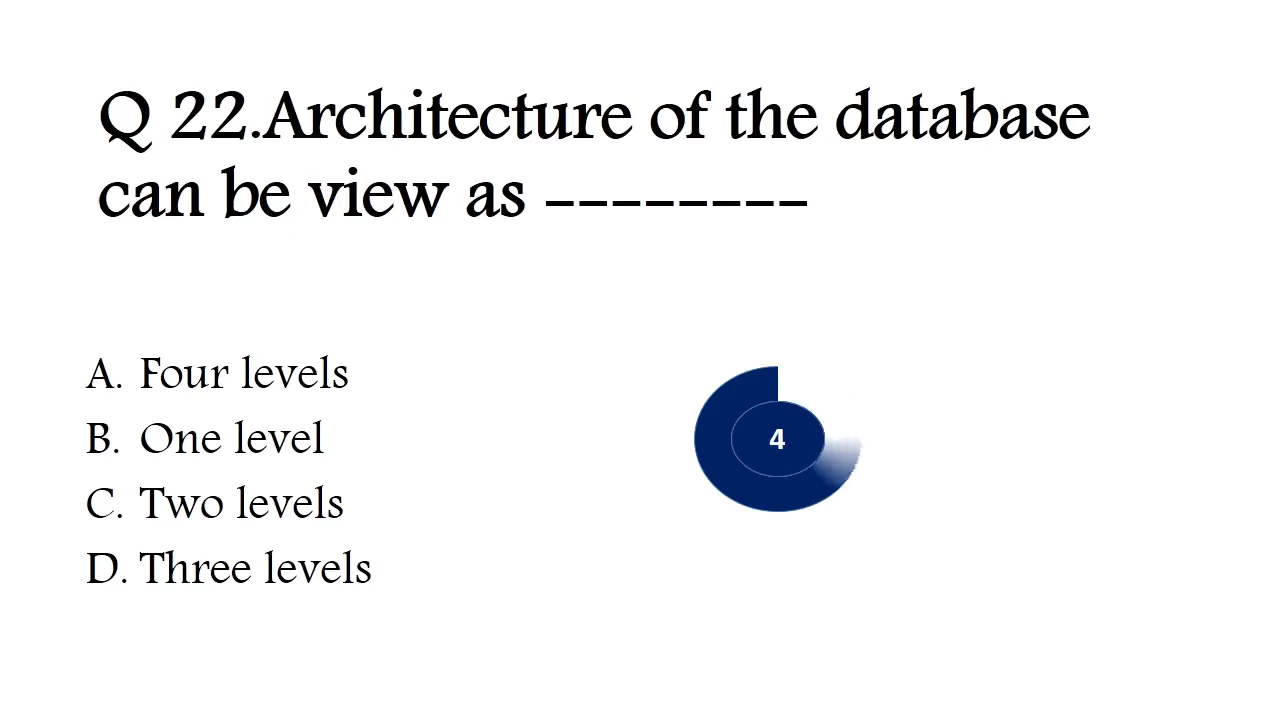 Q 22.Architecture of the database
can be view as --------
A. Four levels
B. One level
C. Two levels
D. Three levels
4